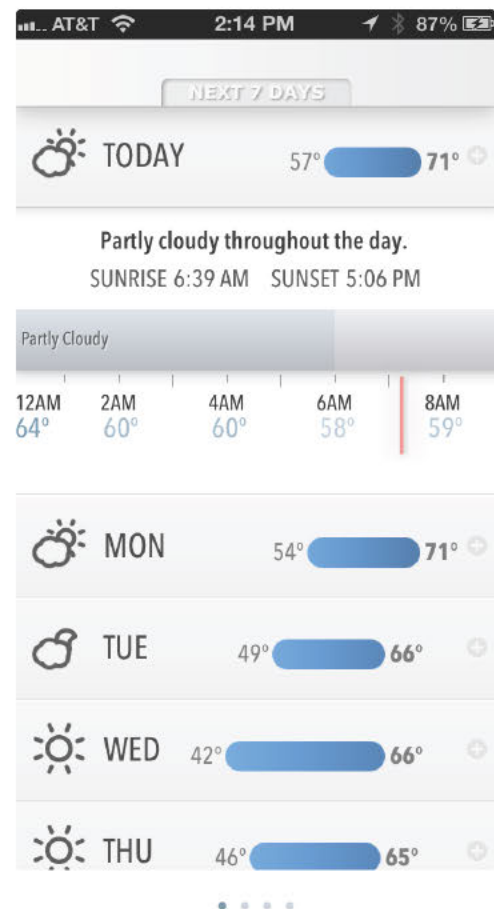 AT&T 2:14 PM 87%
NEXT 7 DAYS
TODAY 57° 71°
Partly cloudy throughout the day.
SUNRISE 6:39 AM SUNSET 5:06 PM
Partly Cloudy
12AM 2AM 4AM 6AM 8AM
64° 60° 60° 58° 59°
MON 54° 71°
TUE 49° 66°
WED 42° 66°
THU 46° 65°